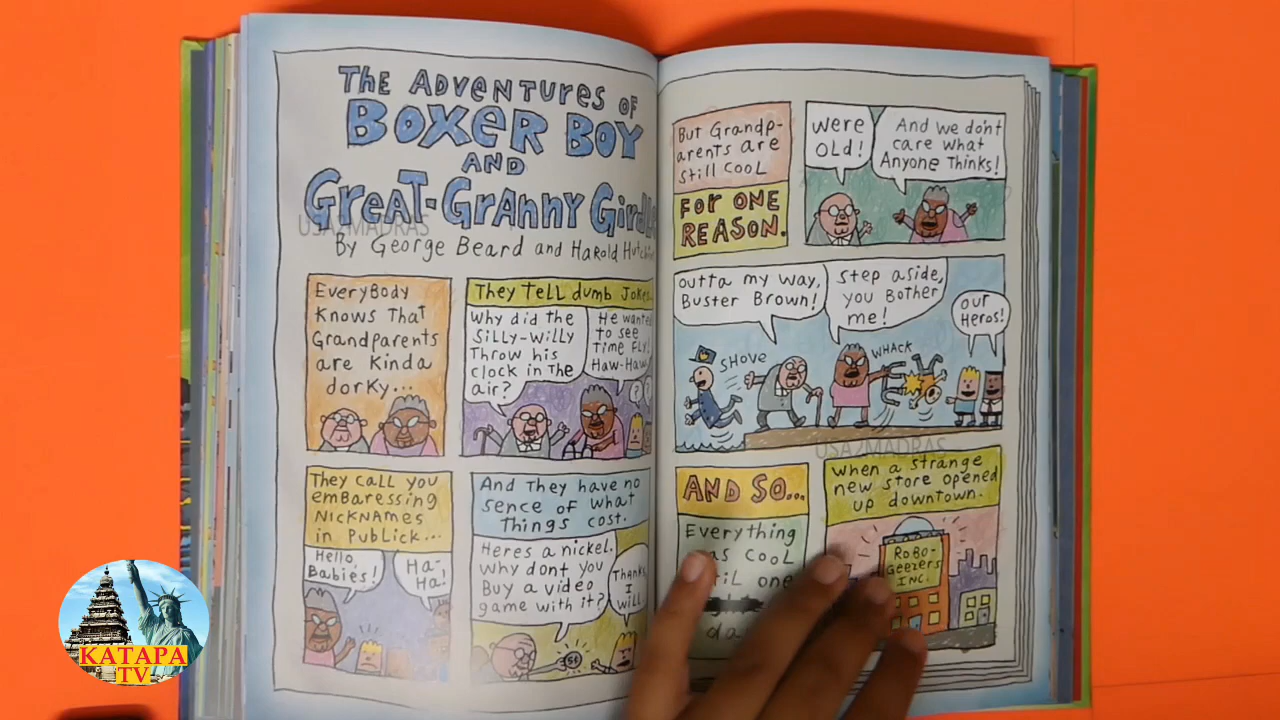 The Adventures of
Boxer Boy
and
Great-Granny
By George Beard and Harold
EveryBody
Knows That
Grandparents
are Kinda
dorky...
They Tell dumb Jokes
Why did the
Silly-Willy
Throw his
clock in the
air?
He wanted
to see
Time FLy!
Haw-Haw
?
?
They call you
emBaressing
Nicknames
in PubLick...
Hello,
Babies!
Ha-
Ha!
And They have no
sence of what
Things cost.
Heres a nickel.
Why dont you
Buy a video
game with it?
Thanks,
I
will
5¢
But Grandp-
arents are
still cooL
For one
Reason.
were
OLd!
And we don't
care what
Anyone Thinks!
outta my way,
Buster Brown!
Step aside,
you Bother
me!
our
Heros!
SHOVE
WHACK
And so...
Everything
cooL
one
When a strange
new store opened
up downtown.
RoBo-
Geezers
INC.
USA2MADRAS
USA2MADRAS
KATAPA
TV